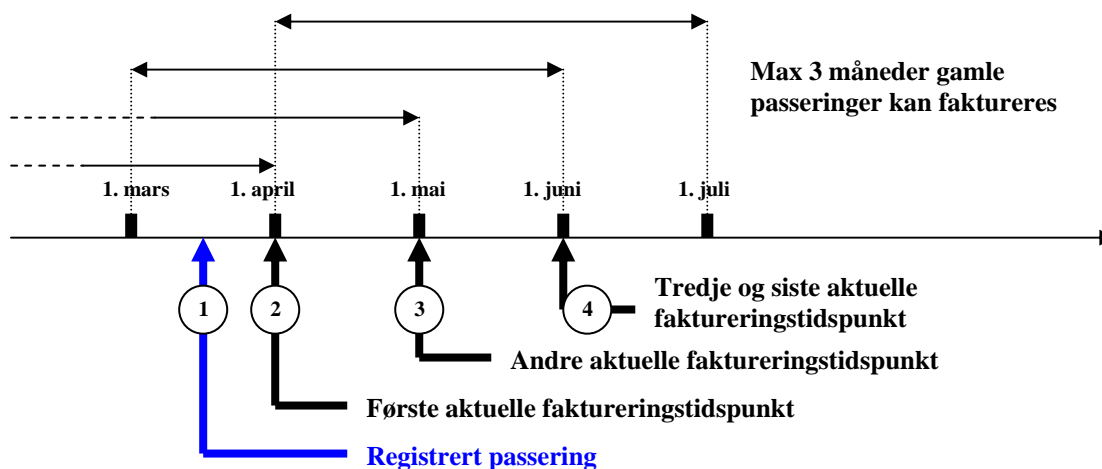 Max 3 måneder gamle
passeringer kan faktureres
1. mars 1. april 1. mai 1. juni 1. juli
1 2 3 4
Tredje og siste aktuelle
faktureringstidspunkt
Andre aktuelle faktureringstidspunkt
Første aktuelle faktureringstidspunkt
Registrert passering